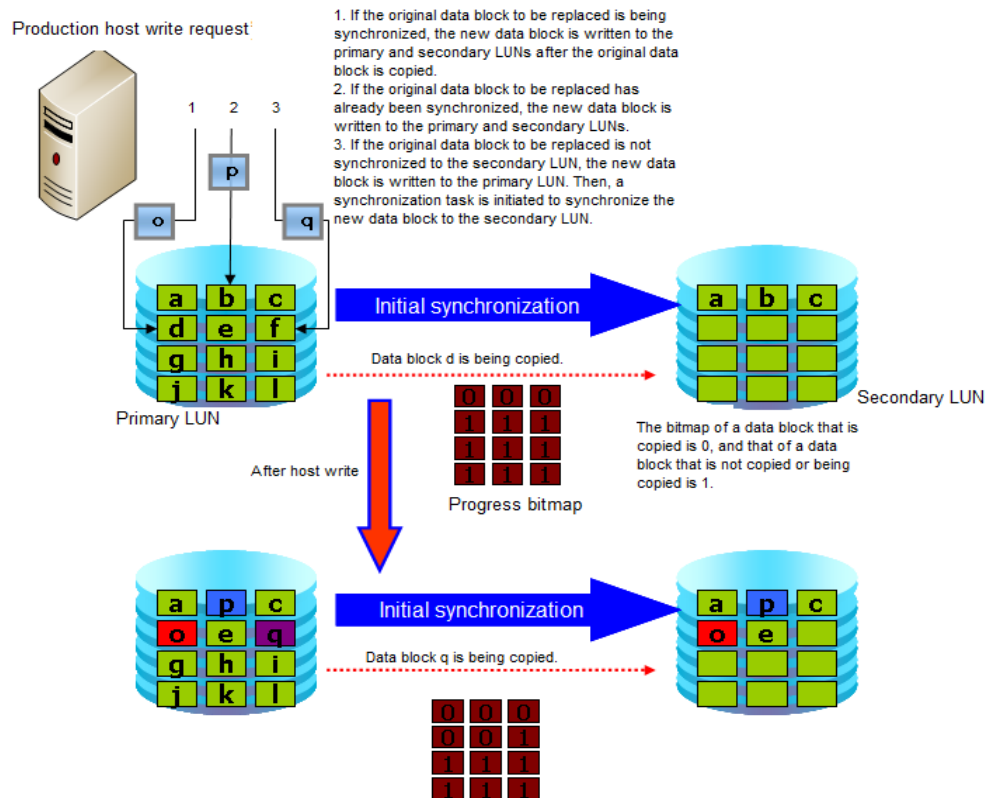 Production host write request
1. If the original data block to be replaced is being
synchronized, the new data block is written to the
primary and secondary LUNs after the original data
block is copied.
2. If the original data block to be replaced has
already been synchronized, the new data block is
written to the primary and secondary LUNs.
3. If the original data block to be replaced is not
synchronized to the secondary LUN, the new data
block is written to the primary LUN. Then, a
synchronization task is initiated to synchronize the
new data block to the secondary LUN.
1 2 3
p
o q
a b c
d e f
g h i
j k l
Primary LUN
Initial synchronization
Data block d is being copied.
0 0 0
1 1 1
1 1 1
1 1 1
Progress bitmap
a b c
Secondary LUN
The bitmap of a data block that is
copied is 0, and that of a data
block that is not copied or being
copied is 1.
After host write
a p c
o e q
g h i
j k l
Initial synchronization
Data block q is being copied.
a p c
o e
0 0 0
0 0 1
1 1 1
1 1 1